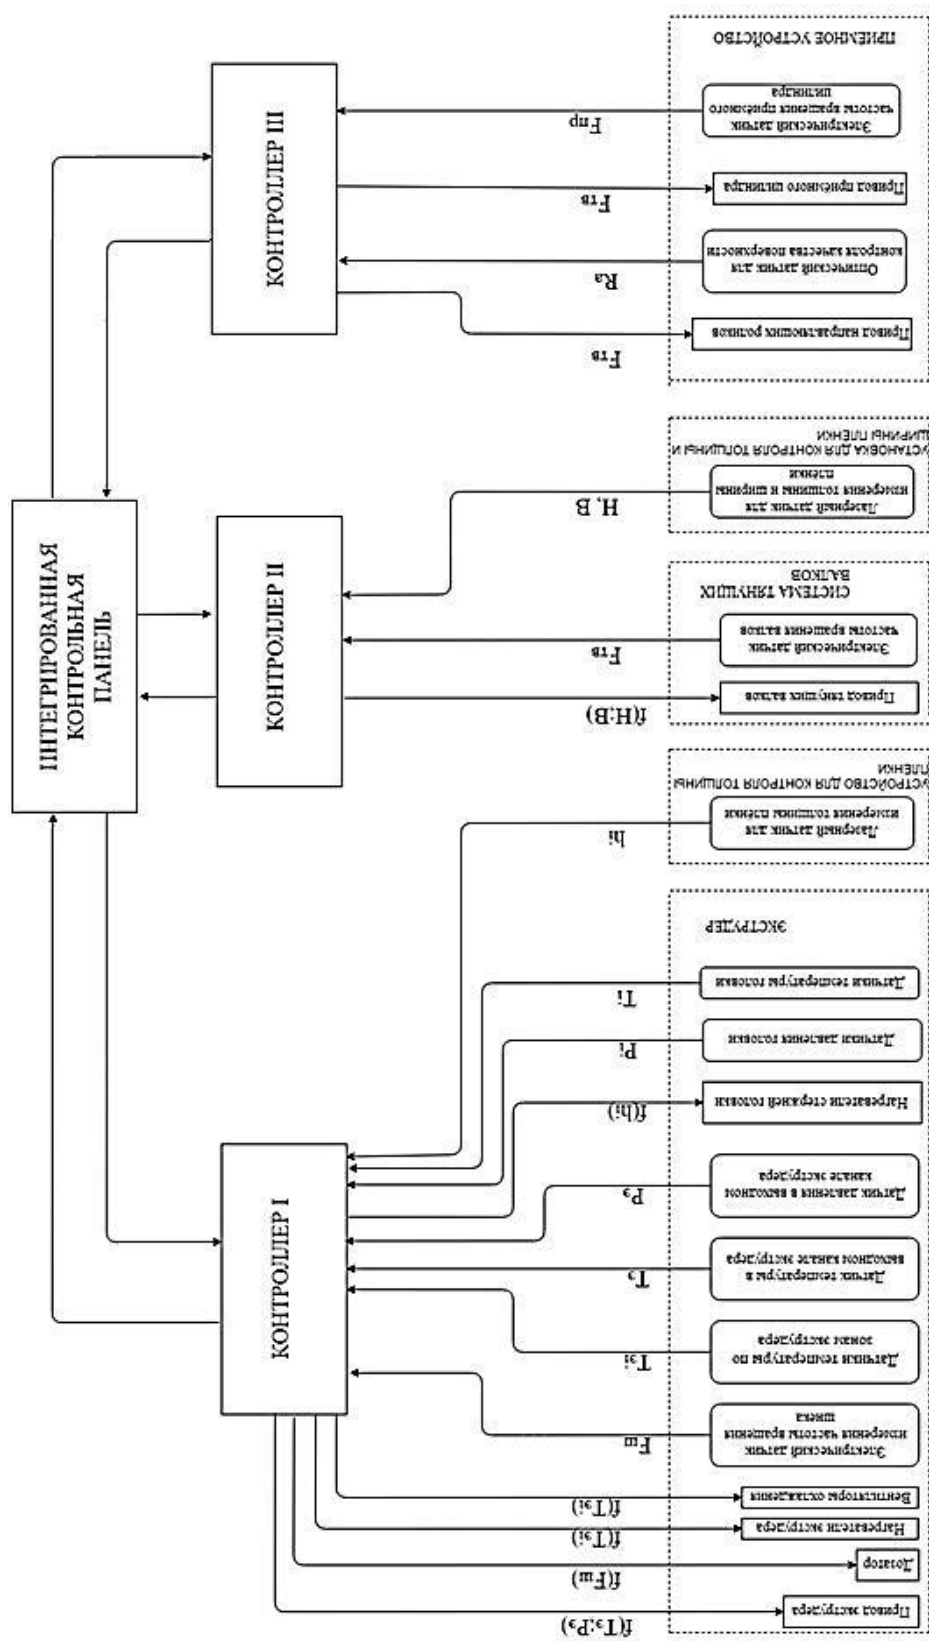 Привод экструдера
f(Tэ;Pэ)
Дозатор
f(Fш)
Нагреватели экструдера
f(Tэi)
Вентиляторы охлаждения
f(Tэi)
Электрический датчик
измерения частоты вращения
шнека
Fш
Датчики температуры по
зонам экструдера
Tэi
Датчик температуры в
выходном канале экструдера
Tэ
Датчик давления в выходном
канале экструдера
Pэ
Нагреватели стержней головки
f(hi)
Датчики давления головки
Pi
Датчики температуры головки
Ti
ЭКСТРУДЕР
КОНТРОЛЛЕР I
Лазерный датчик для
измерения толщины плёнки
hi
УСТРОЙСТВО ДЛЯ КОНТРОЛЯ ТОЛЩИНЫ
ПЛЕНКИ
Привод тянущих валков
f(H;B)
Электрический датчик
частоты вращения валков
Fтв
СИСТЕМА ТЯНУЩИХ
ВАЛКОВ
КОНТРОЛЛЕР II
ИНТЕГРИРОВАННАЯ
КОНТРОЛЬНАЯ
ПАНЕЛЬ
Лазерный датчик для
измерения толщины и ширины
плёнки
H, B
УСТАНОВКА ДЛЯ КОНТРОЛЯ ТОЛЩИНЫ И
ШИРИНЫ ПЛЕНКИ
Привод направляющих роликов
Fтв
Оптический датчик для
контроля качества поверхности
Ra
Привод приёмного цилиндра
Fтв
Электрический датчик
частоты вращения приёмного
цилиндра
Fпр
ПРИЕМНОЕ УСТРОЙСТВО
КОНТРОЛЛЕР III